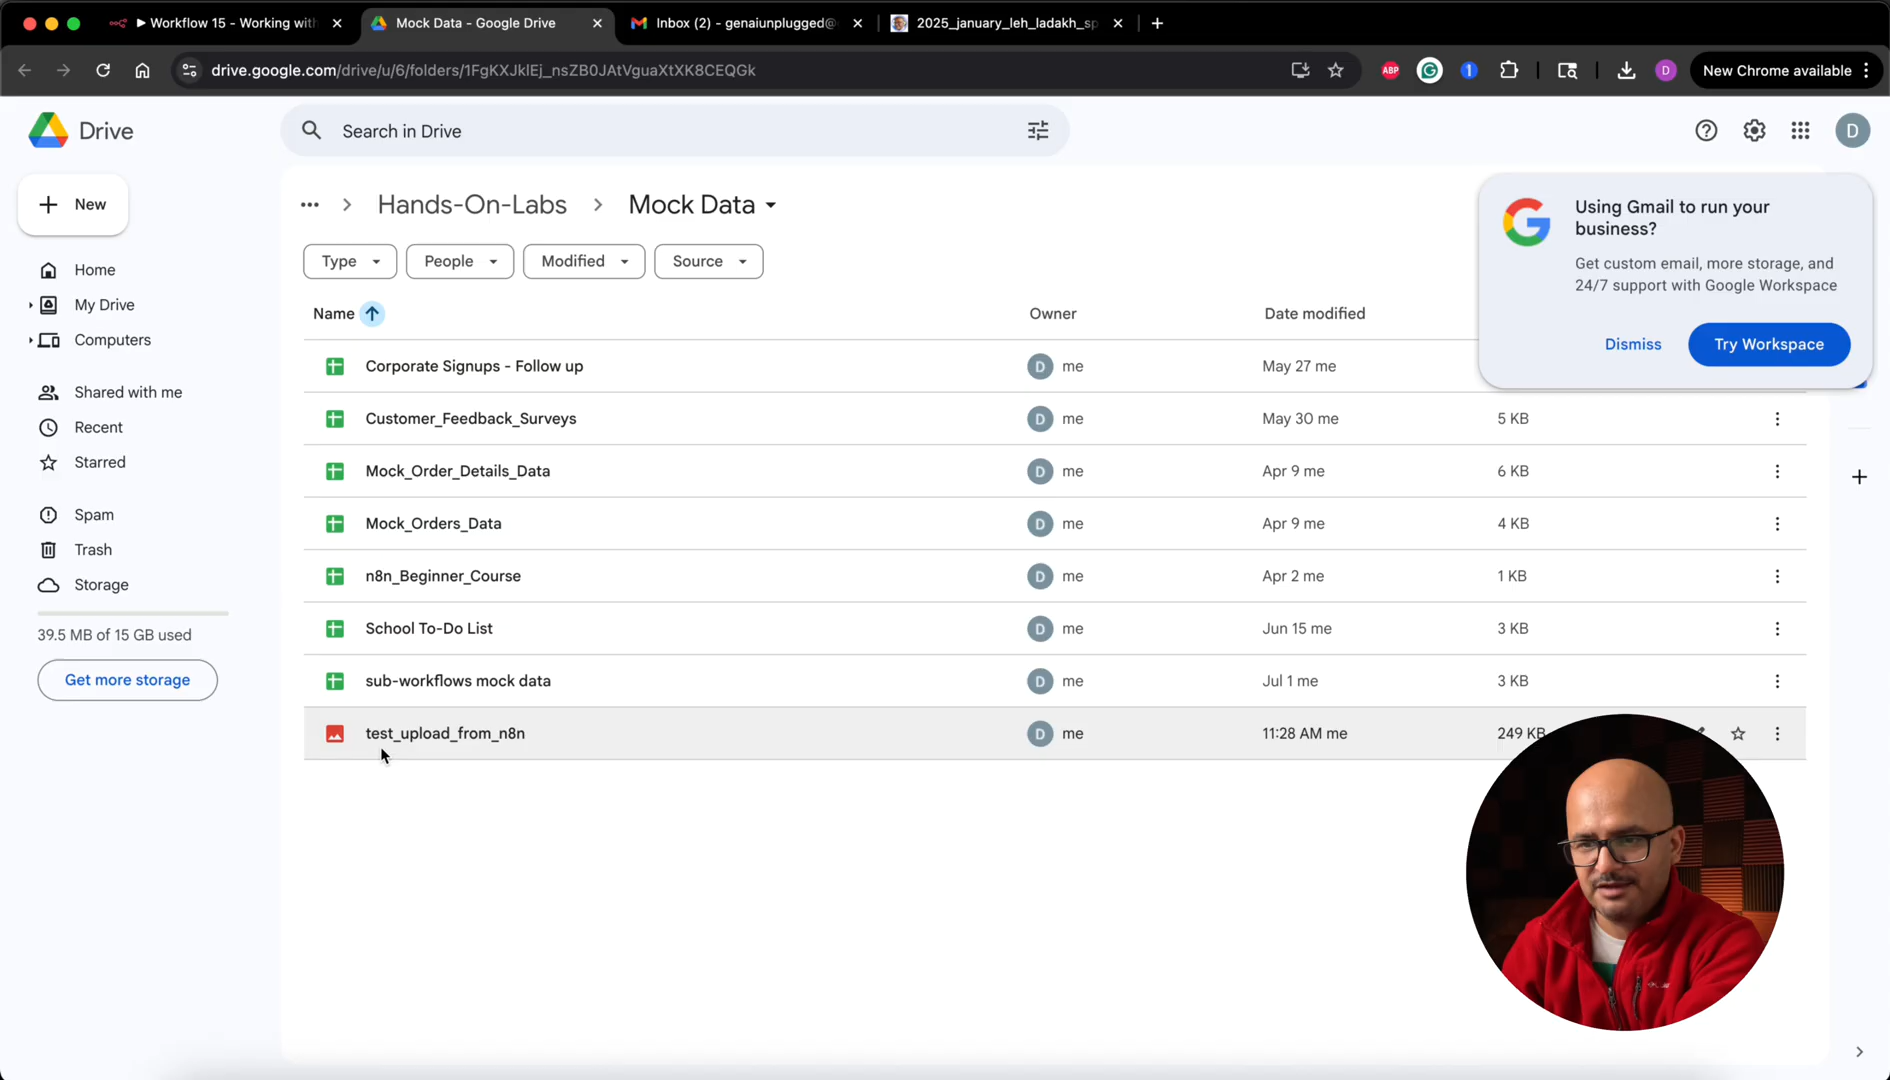 ▶ Workflow 15 - Working with
Mock Data - Google Drive
Inbox (2) - genaiunplugged@
2025_january_leh_ladakh_sp
drive.google.com/drive/u/6/folders/1FgKXJklEj_nsZB0JAtVguaXtXK8CEQGk
ABP
1
D
New Chrome available
Drive
Search in Drive
D
New
Hands-On-Labs > Mock Data
Using Gmail to run your
business?
Get custom email, more storage, and
24/7 support with Google Workspace
Dismiss
Try Workspace
Home
My Drive
Computers
Shared with me
Recent
Starred
Spam
Trash
Storage
39.5 MB of 15 GB used
Get more storage
Type
People
Modified
Source
Name
Owner
Date modified
Corporate Signups - Follow up D me May 27 me
Customer_Feedback_Surveys D me May 30 me 5 KB
Mock_Order_Details_Data D me Apr 9 me 6 KB
Mock_Orders_Data D me Apr 9 me 4 KB
n8n_Beginner_Course D me Apr 2 me 1 KB
School To-Do List D me Jun 15 me 3 KB
sub-workflows mock data D me Jul 1 me 3 KB
test_upload_from_n8n D me 11:28 AM me 249 KB